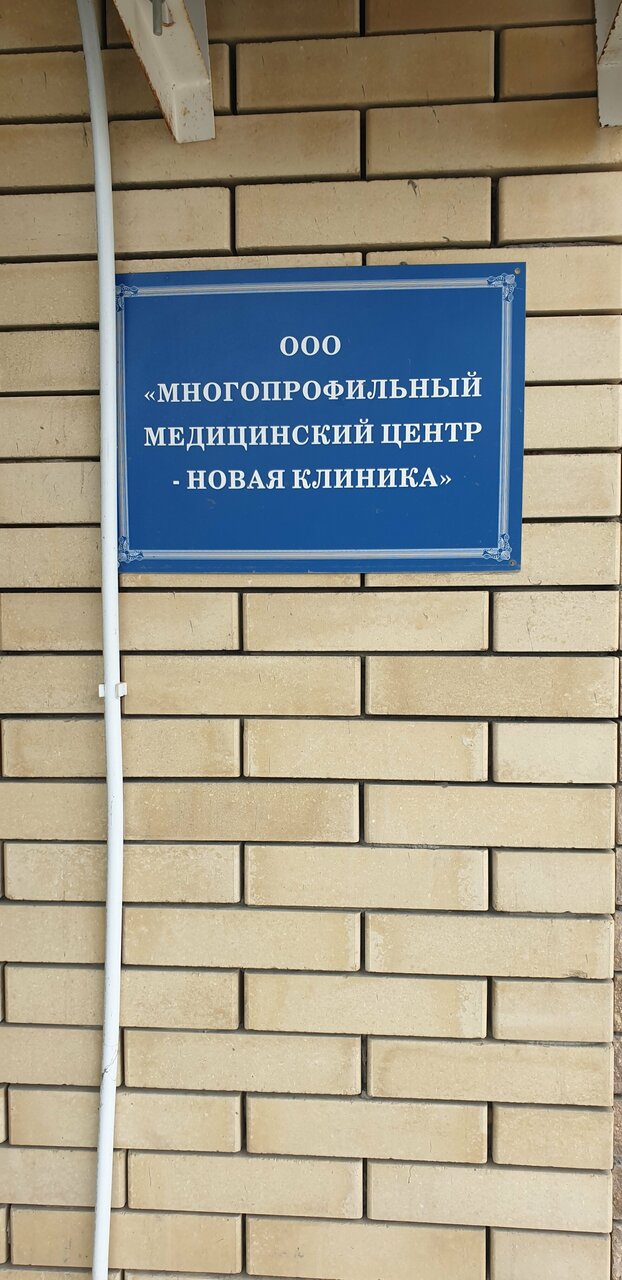 ООО
«МНОГОПРОФИЛЬНЫЙ
МЕДИЦИНСКИЙ ЦЕНТР
- НОВАЯ КЛИНИКА»